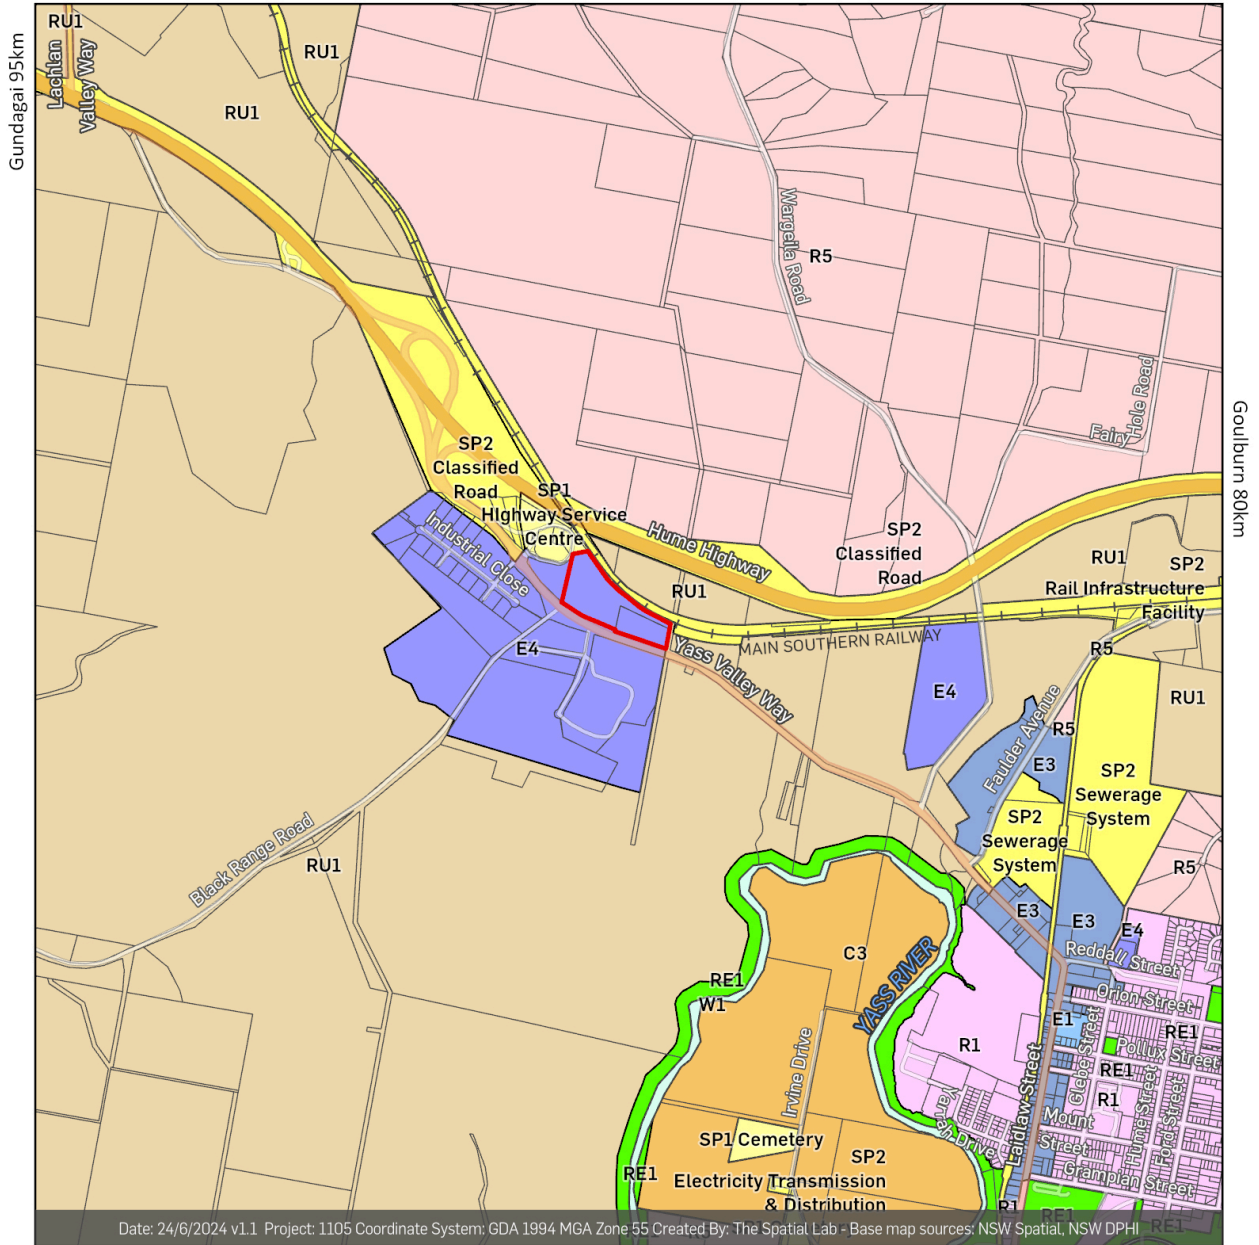 RU1
Lachlan
Valley Way
RU1
RU1
Gundagai 95km
Wargeila Road
R5
Fairy Hole Road
Goulburn 80km
SP2
Classified
Road
SP1
HIghway Service
Centre
Industrial Close
Hume Highway
SP2
Classified
Road
RU1
RU1
SP2
Rail Infrastructure
Facility
MAIN SOUTHERN RAILWAY
R5
E4
Yass Valley Way
E4
RU1
Faulder Avenue
R5
E3
SP2
Sewerage
System
SP2
Sewerage
System
Black Range Road
RU1
R5
E3
E3
E4
Reddall Street
C3
YASS RIVER
RE1
W1
Orion Street
E1
Glebe Street
RE1
Pollux Street
R1
RE1
R1
Irvine Drive
Laidlaw Street
Mount
Street
Hume Street
Ford Street
Drive
Grampian Street
SP1 Cemetery
SP2
Electricity Transmission
& Distribution
RE1
R1
RE1
RE1
Date: 24/6/2024 v1.1 Project: 1105 Coordinate System: GDA 1994 MGA Zone 55 Created By: The Spatial Lab - Base map sources: NSW Spatial, NSW DPHI